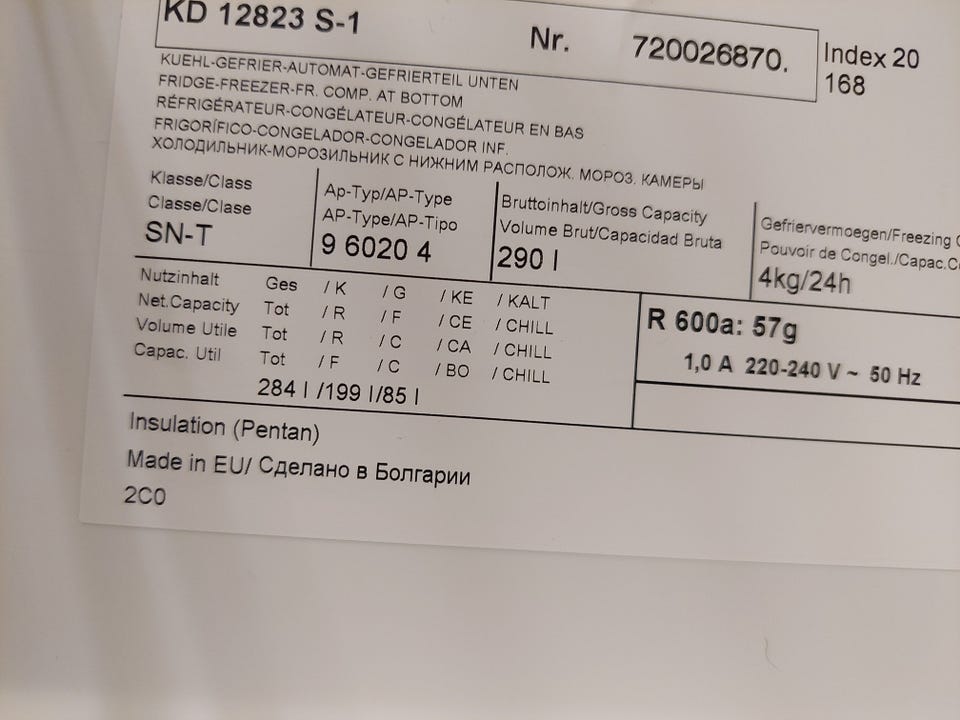 KD 12823 S-1
Nr. 720026870.
Index 20
168
KUEHL-GEFRIER-AUTOMAT-GEFRIERTEIL UNTEN
FRIDGE-FREEZER-FR. COMP. AT BOTTOM
RÉFRIGÉRATEUR-CONGÉLATEUR-CONGÉLATEUR EN BAS
FRIGORÍFICO-CONGELADOR-CONGELADOR INF.
ХОЛОДИЛЬНИК-МОРОЗИЛЬНИК С НИЖНИМ РАСПОЛОЖ. МОРОЗ. КАМЕРЫ
Klasse/Class
Classe/Clase
SN-T
Ap-Typ/AP-Type
AP-Type/AP-Tipo
9 6020 4
Bruttoinhalt/Gross Capacity
Volume Brut/Capacidad Bruta
290 l
Gefriervermoegen/Freezing
Pouvoir de Congel./Capac.
4kg/24h
Nutzinhalt Ges / K / G / KE / KALT
Net.Capacity Tot / R / F / CE / CHILL
Volume Utile Tot / R / C / CA / CHILL
Capac. Util Tot / F / C / BO / CHILL
284 l /199 l/85 l
R 600a: 57g
1,0 A 220-240 V ~ 50 Hz
Insulation (Pentan)
Made in EU/ Сделано в Болгарии
2C0